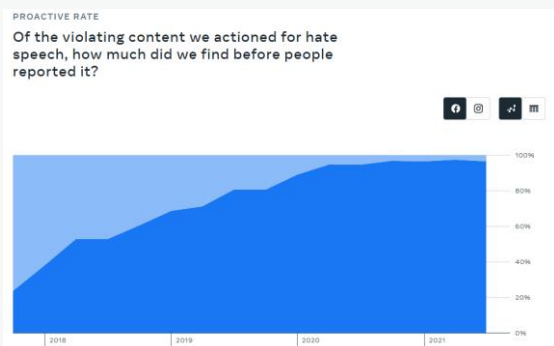 PROACTIVE RATE
Of the violating content we actioned for hate
speech, how much did we find before people
reported it?
100%
80%
60%
40%
20%
0%
2018
2019
2020
2021